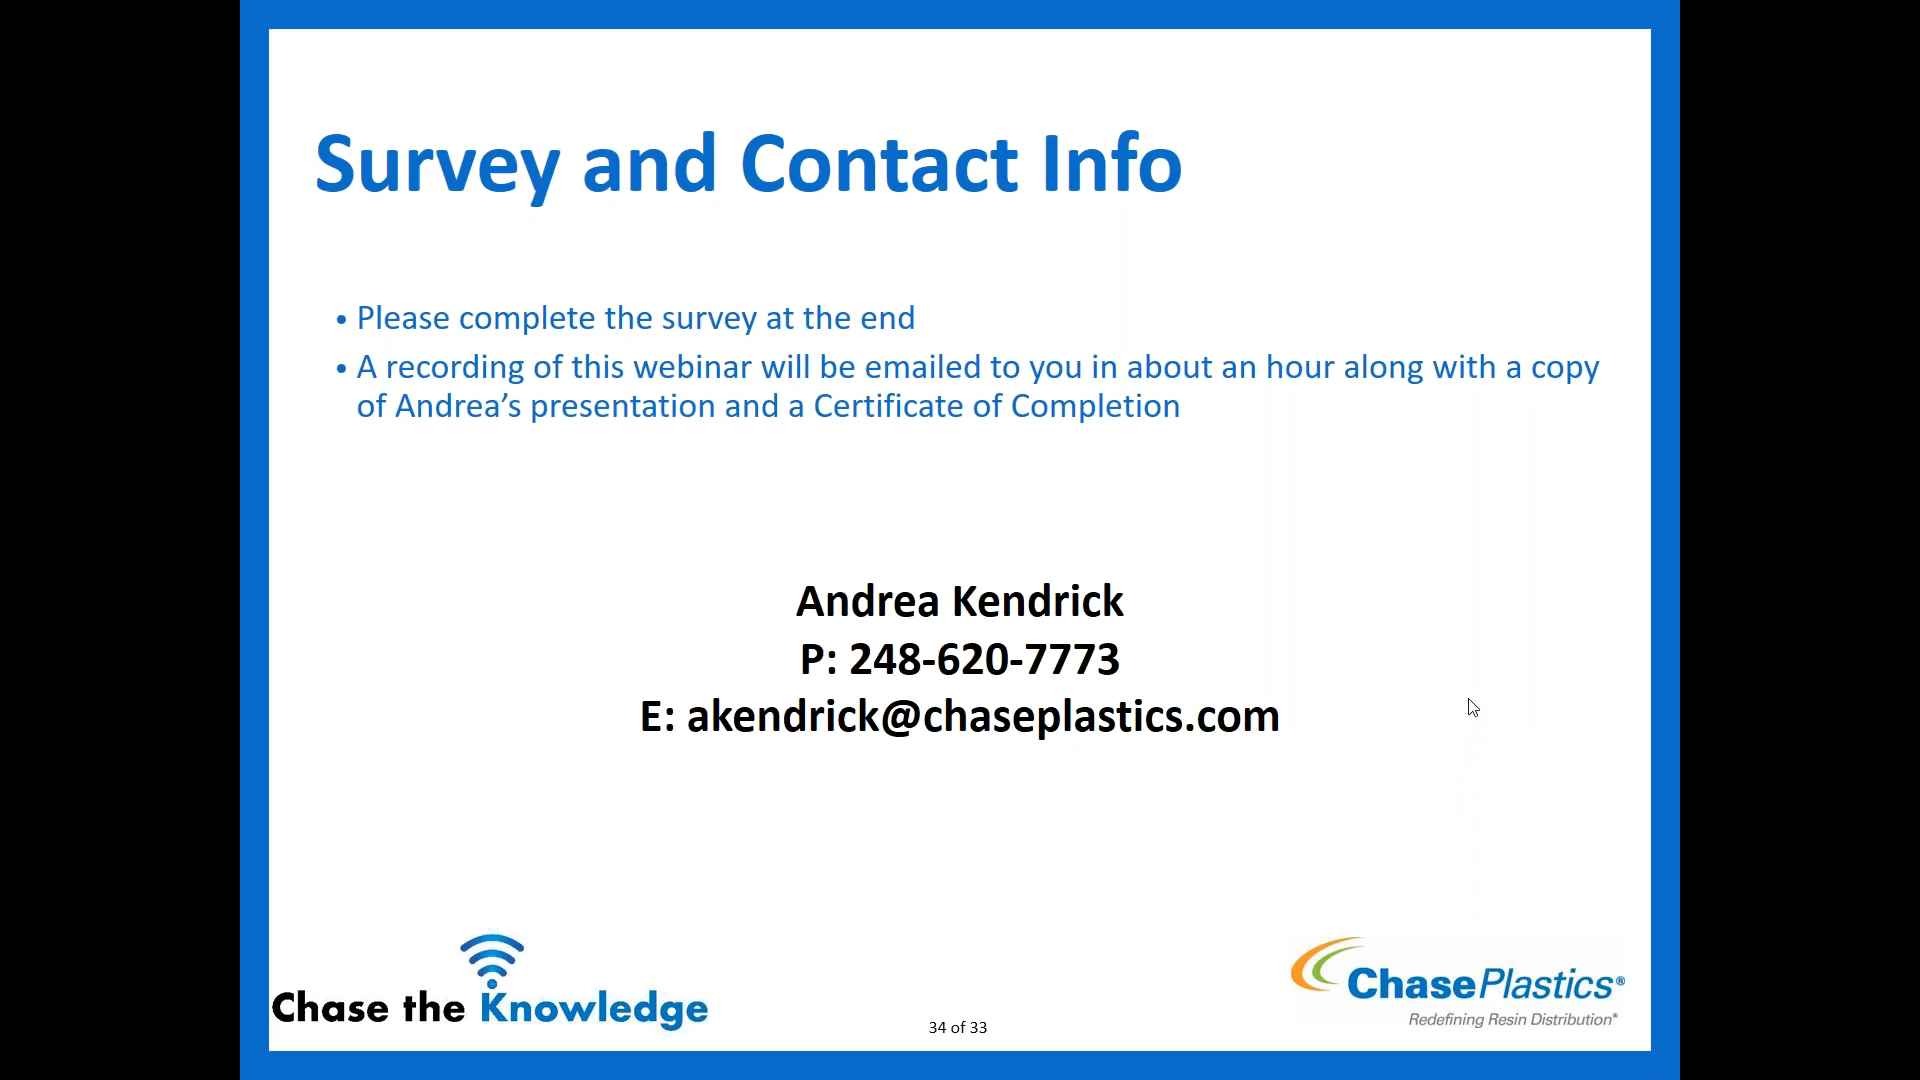 Survey and Contact Info
• Please complete the survey at the end
• A recording of this webinar will be emailed to you in about an hour along with a copy
of Andrea’s presentation and a Certificate of Completion
Andrea Kendrick
P: 248-620-7773
E: akendrick@chaseplastics.com
Chase the Knowledge
34 of 33
ChasePlastics®
Redefining Resin Distribution®